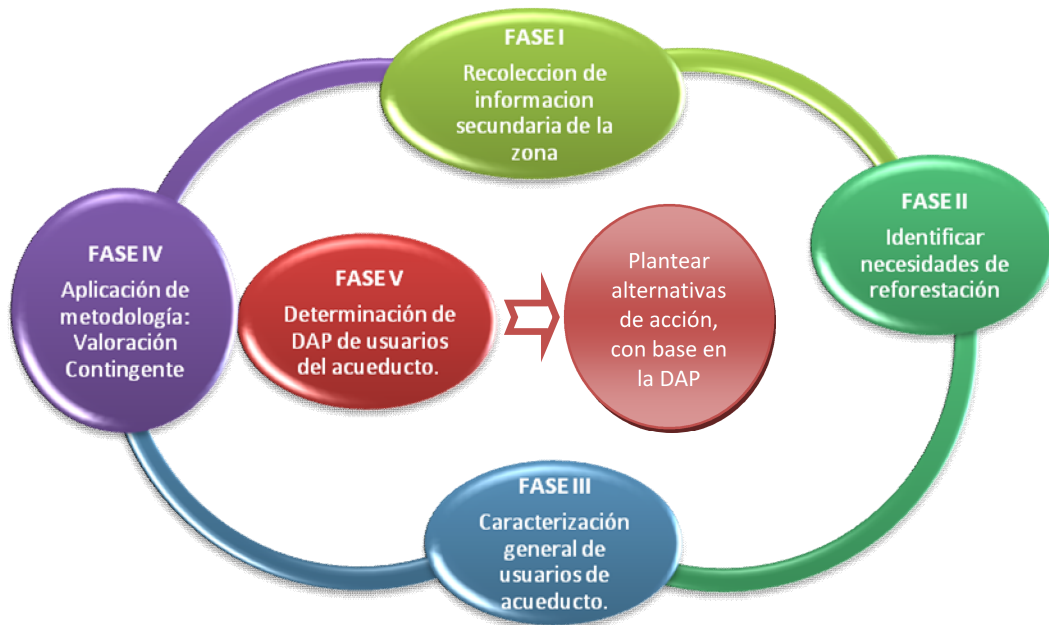 FASE I
Recoleccion de
informacion
secundaria de la
zona
FASE II
Identificar
necesidades de
reforestación
FASE III
Caracterización
general de
usuarios de
acueducto.
FASE IV
Aplicación de
metodología:
Valoración
Contingente
FASE V
Determinación de
DAP de usuarios
del acueducto.
Plantear
alternativas
de acción,
con base en
la DAP